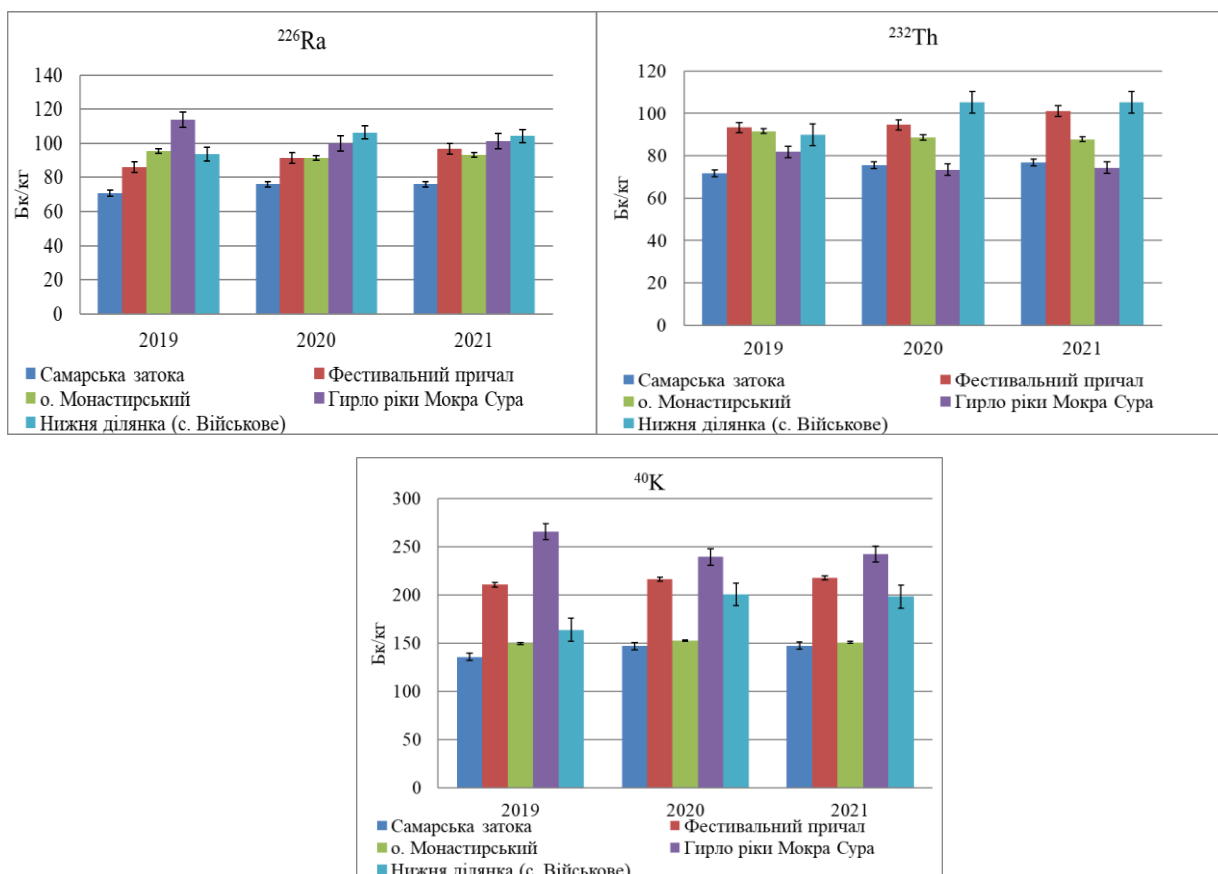 ²²⁶Ra
140
120
100
80
60
40
20
0
Бк/кг
2019 2020 2021
Самарська затока Фестивальний причал
о. Монастирський Гирло ріки Мокра Сура
Нижня ділянка (с. Військове)
²³²Th
120
100
80
60
40
20
0
Бк/кг
2019 2020 2021
Самарська затока Фестивальний причал
о. Монастирський Гирло ріки Мокра Сура
Нижня ділянка (с. Військове)
⁴⁰K
300
250
200
150
100
50
0
Бк/кг
2019 2020 2021
Самарська затока Фестивальний причал
о. Монастирський Гирло ріки Мокра Сура
Нижня ділянка (с. Військове)